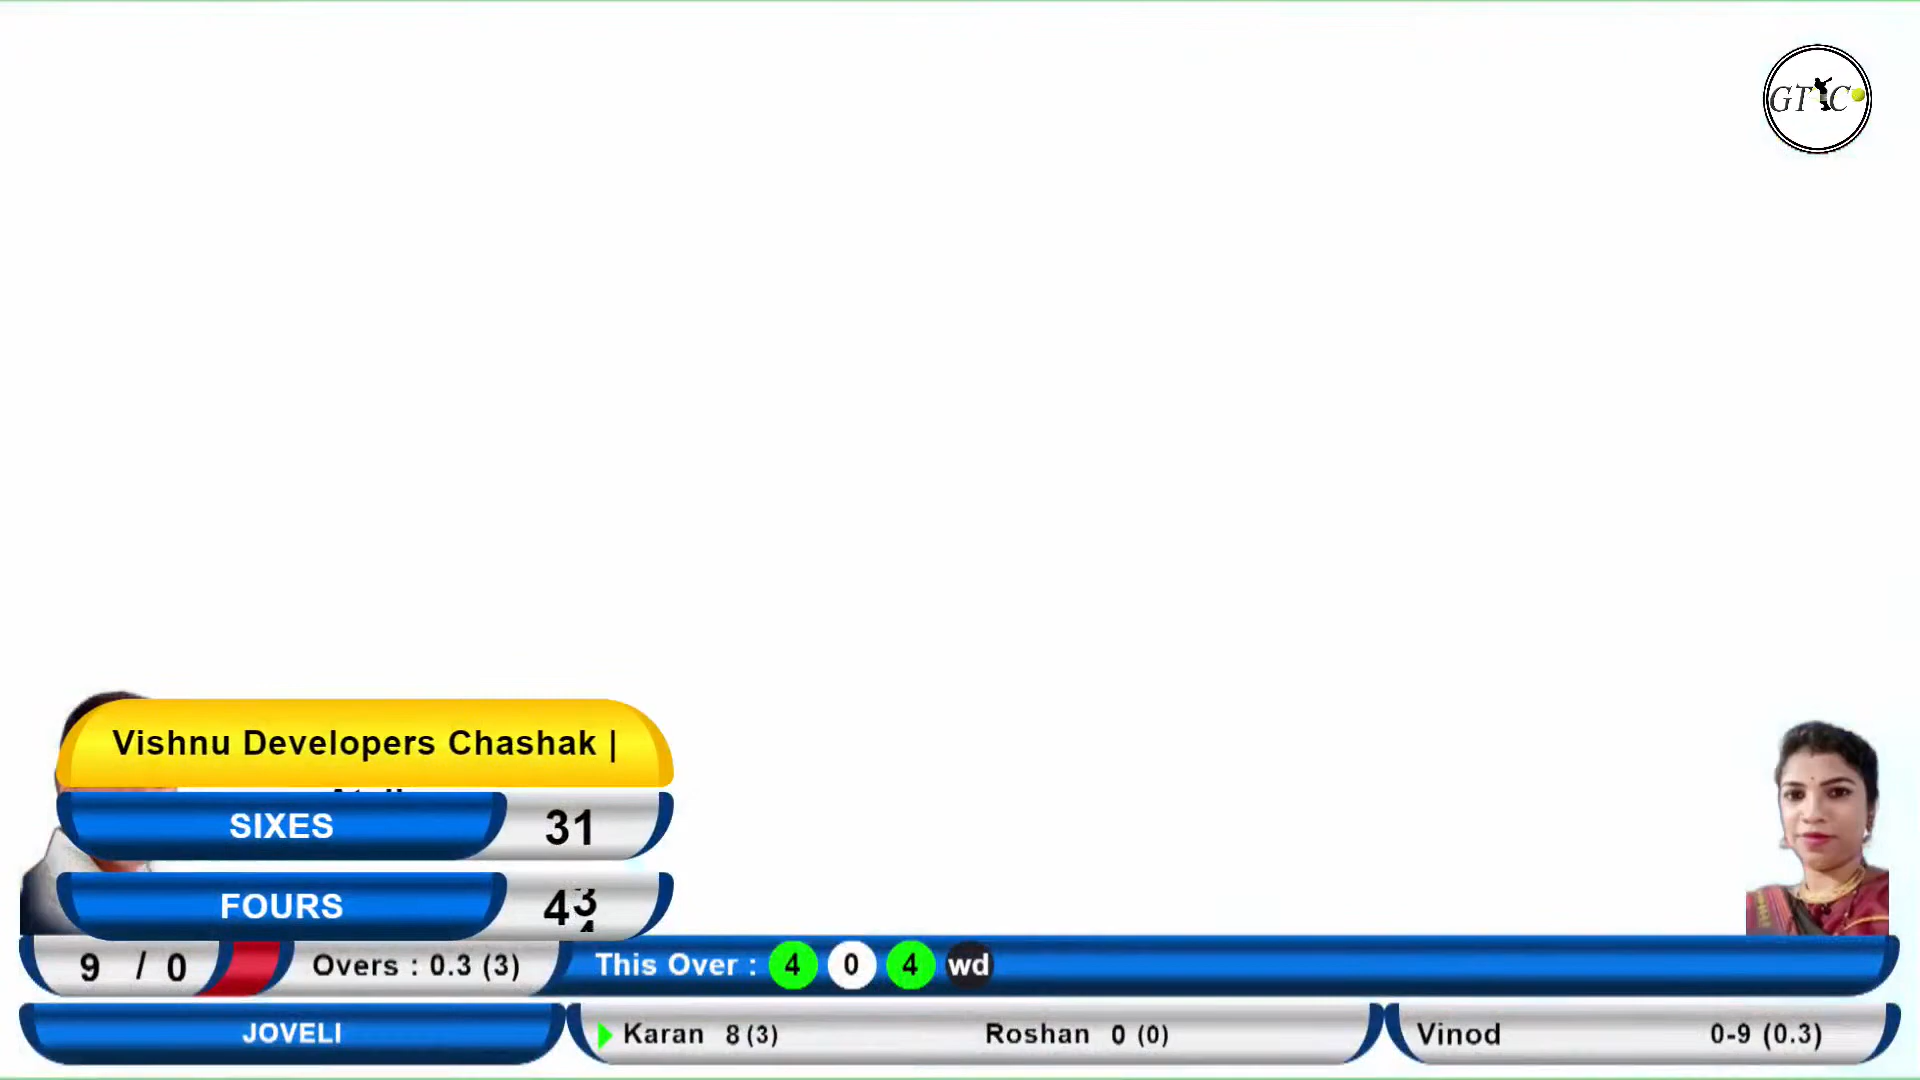 GTC
Vishnu Developers Chashak |
SIXES 31
FOURS
9 / 0 Overs : 0.3 (3) This Over : 4 0 4 wd
JOVELI Karan 8 (3) Roshan 0 (0) Vinod 0-9 (0.3)